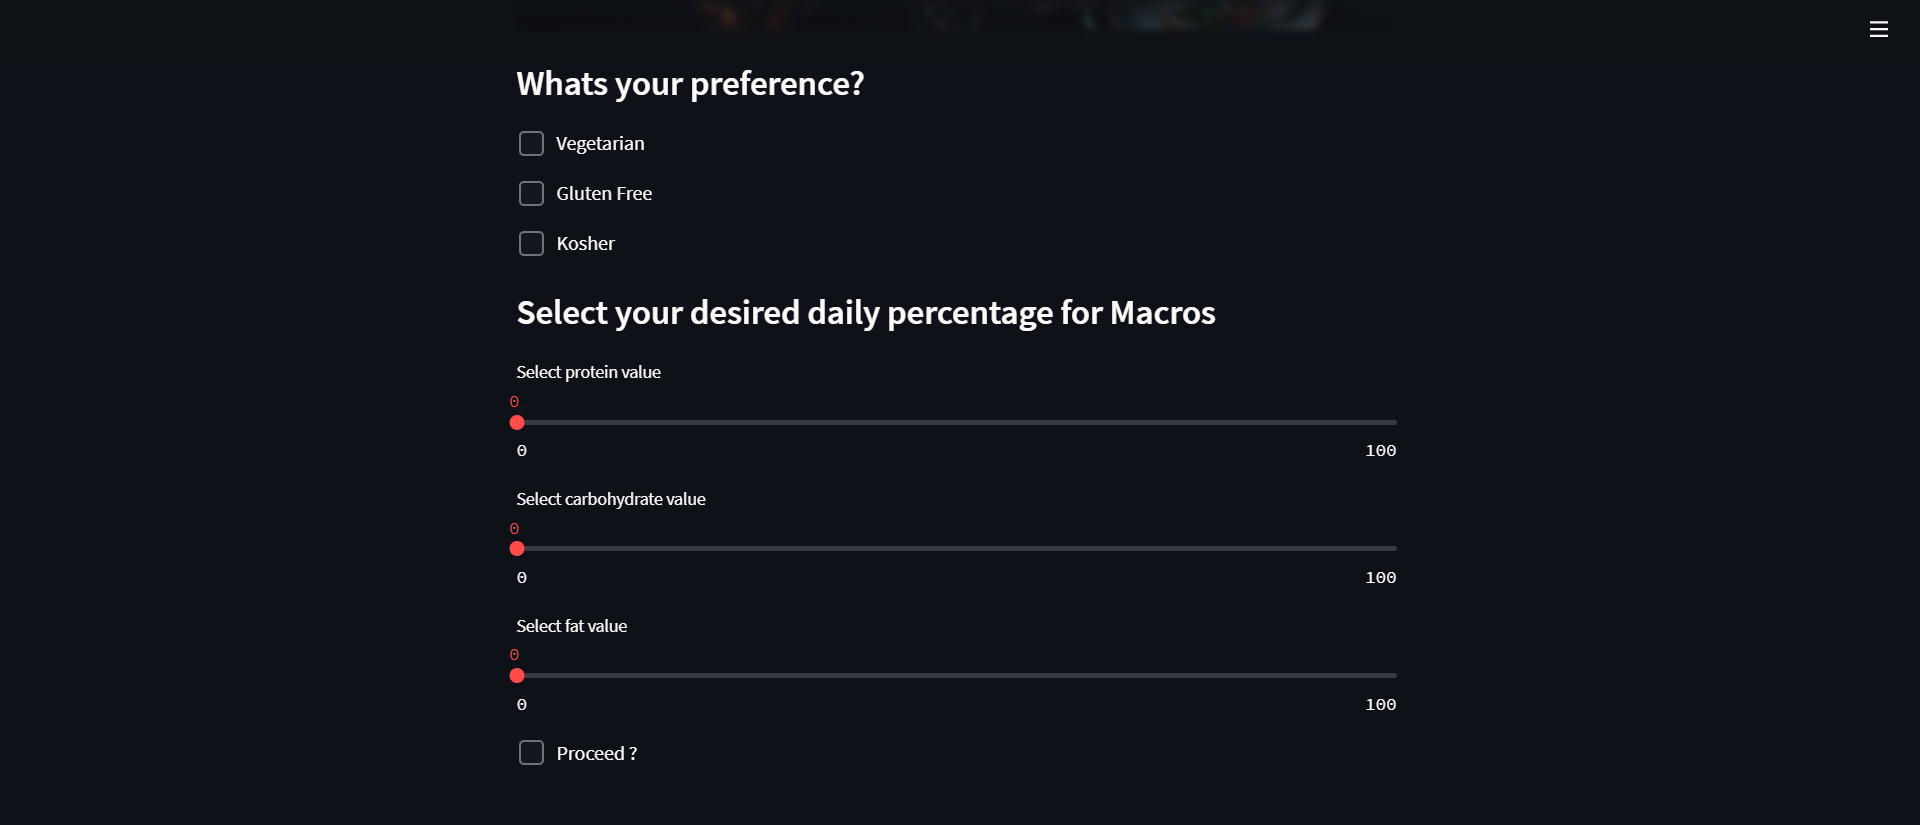 Whats your preference?
Vegetarian
Gluten Free
Kosher
Select your desired daily percentage for Macros
Select protein value
0
0 100
Select carbohydrate value
0
0 100
Select fat value
0
0 100
Proceed ?